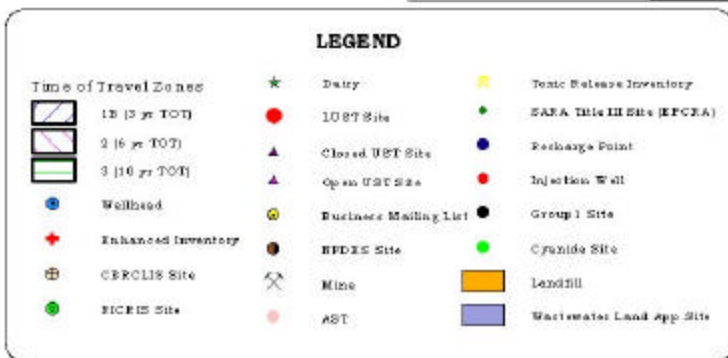 LEGEND
Time of Travel Zones
1B (3 yr TOT)
2 (6 yr TOT)
3 (10 yr TOT)
Wellhead
Enhanced Inventory
CERCLIS Site
RICRIS Site
Dairy
LUST Site
Closed UST Site
Open UST Site
Business Mailing List
NPDES Site
Mine
AST
Toxic Release Inventory
SARA Title III Site (EPCRA)
Recharge Point
Injection Well
Group 1 Site
Cyanide Site
Landfill
Wastewater Land App Site